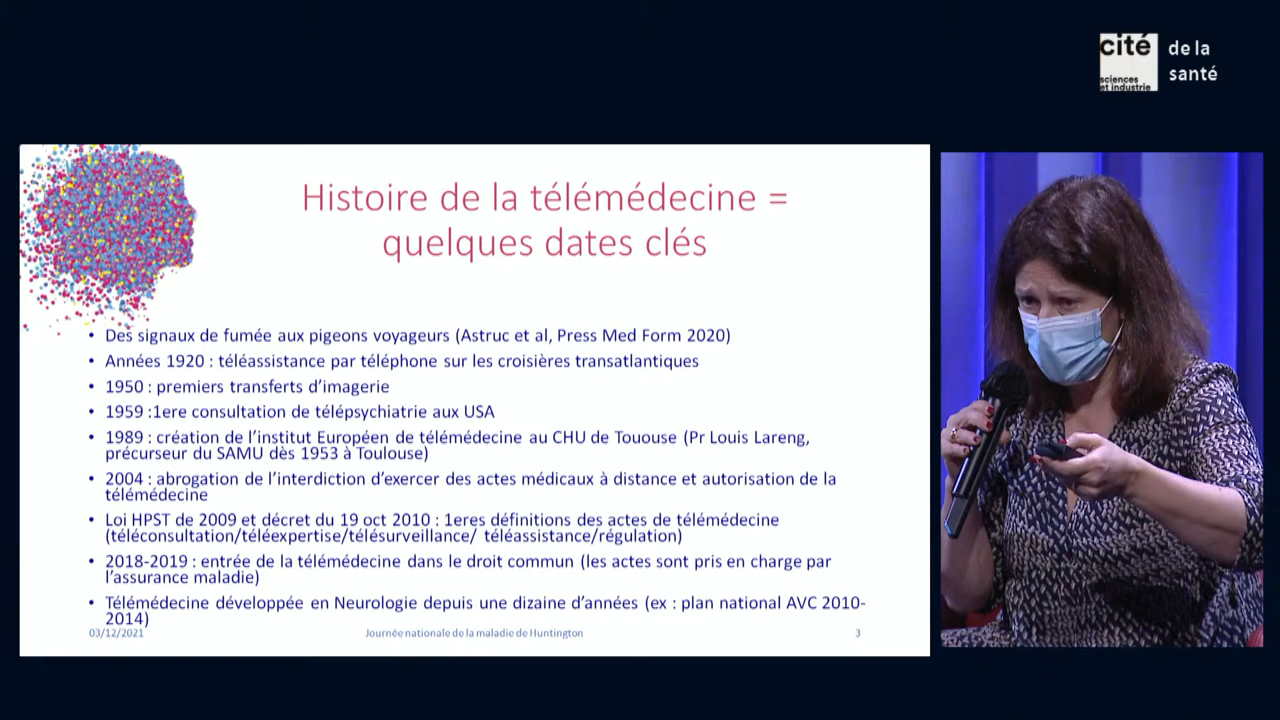 cité
sciences
et industrie
de la
santé
Histoire de la télémédecine =
quelques dates clés
• Des signaux de fumée aux pigeons voyageurs (Astruc et al, Press Med Form 2020)
• Années 1920 : téléassistance par téléphone sur les croisières transatlantiques
• 1950 : premiers transferts d’imagerie
• 1959 :1ere consultation de télépsychiatrie aux USA
• 1989 : création de l’institut Européen de télémédecine au CHU de Tououse (Pr Louis Lareng,
précurseur du SAMU dès 1953 à Toulouse)
• 2004 : abrogation de l’interdiction d’exercer des actes médicaux à distance et autorisation de la
télémédecine
• Loi HPST de 2009 et décret du 19 oct 2010 : 1eres définitions des actes de télémédecine
(téléconsultation/téléexpertise/télésurveillance/ téléassistance/régulation)
• 2018-2019 : entrée de la télémédecine dans le droit commun (les actes sont pris en charge par
l’assurance maladie)
• Télémédecine développée en Neurologie depuis une dizaine d’années (ex : plan national AVC 2010-
2014)
03/12/2021 Journée nationale de la maladie de Huntington 3